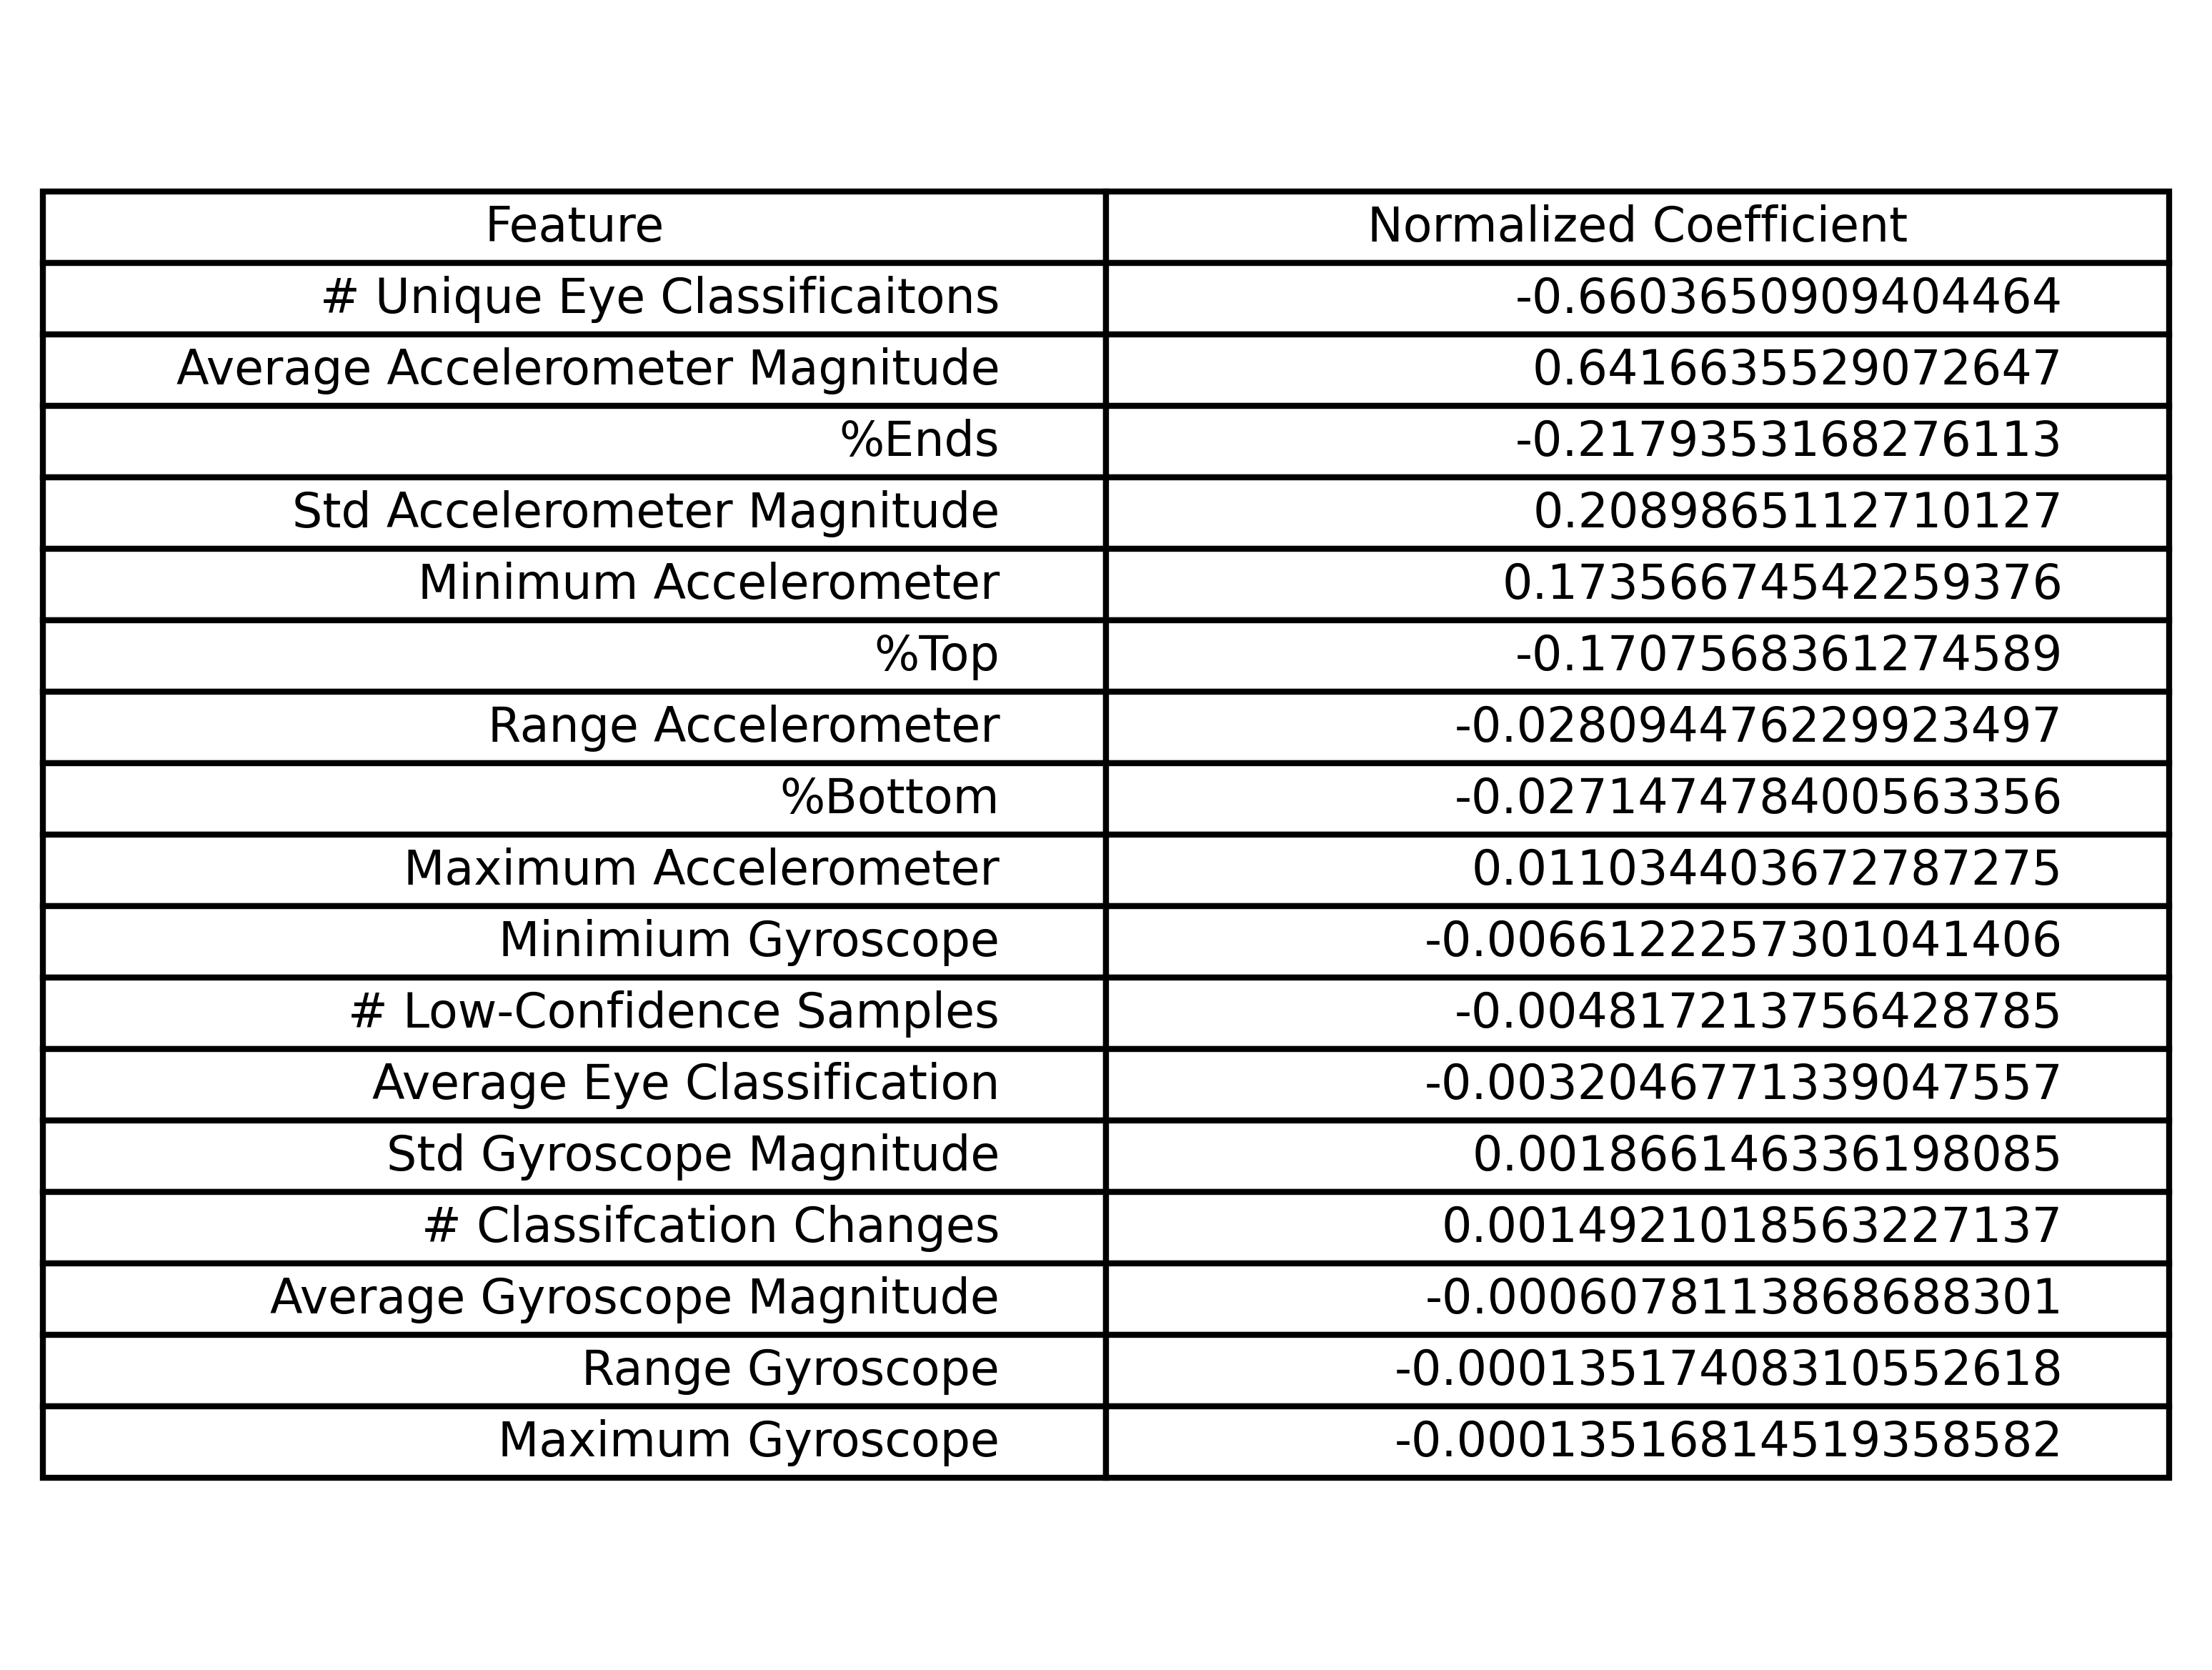 Feature Normalized Coefficient
# Unique Eye Classificaitons -0.6603650909404464
Average Accelerometer Magnitude 0.6416635529072647
%Ends -0.2179353168276113
Std Accelerometer Magnitude 0.2089865112710127
Minimum Accelerometer 0.17356674542259376
%Top -0.1707568361274589
Range Accelerometer -0.028094476229923497
%Bottom -0.027147478400563356
Maximum Accelerometer 0.011034403672787275
Minimium Gyroscope -0.0066122257301041406
# Low-Confidence Samples -0.004817213756428785
Average Eye Classification -0.0032046771339047557
Std Gyroscope Magnitude 0.001866146336198085
# Classifcation Changes 0.0014921018563227137
Average Gyroscope Magnitude -0.0006078113868688301
Range Gyroscope -0.00013517408310552618
Maximum Gyroscope -0.00013516814519358582